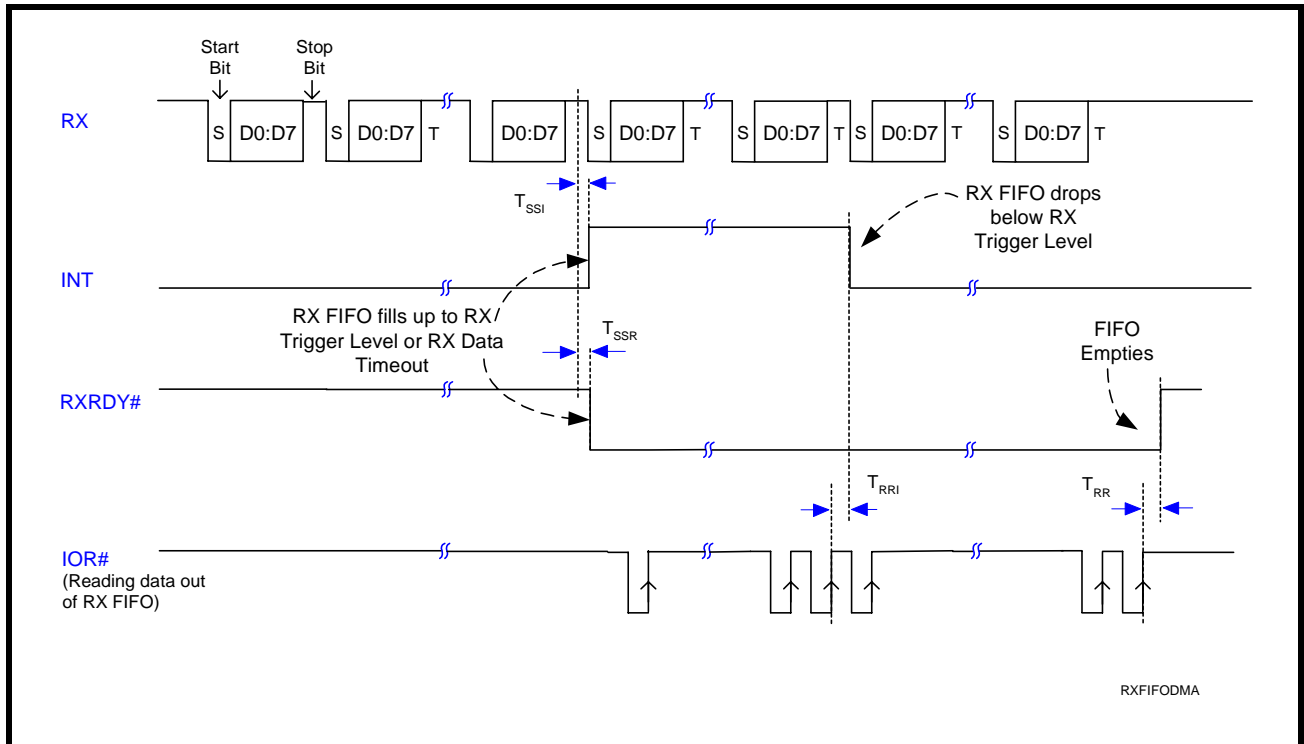 Start
Bit
Stop
Bit
RX
S D0:D7 S D0:D7 T D0:D7 S D0:D7 T S D0:D7 T S D0:D7 T S D0:D7 T
TSSI
RX FIFO drops
below RX
Trigger Level
INT
RX FIFO fills up to RX
Trigger Level or RX Data
Timeout
TSSR
FIFO
Empties
RXRDY#
TRRI
TRR
IOR#
(Reading data out
of RX FIFO)
RXFIFODMA